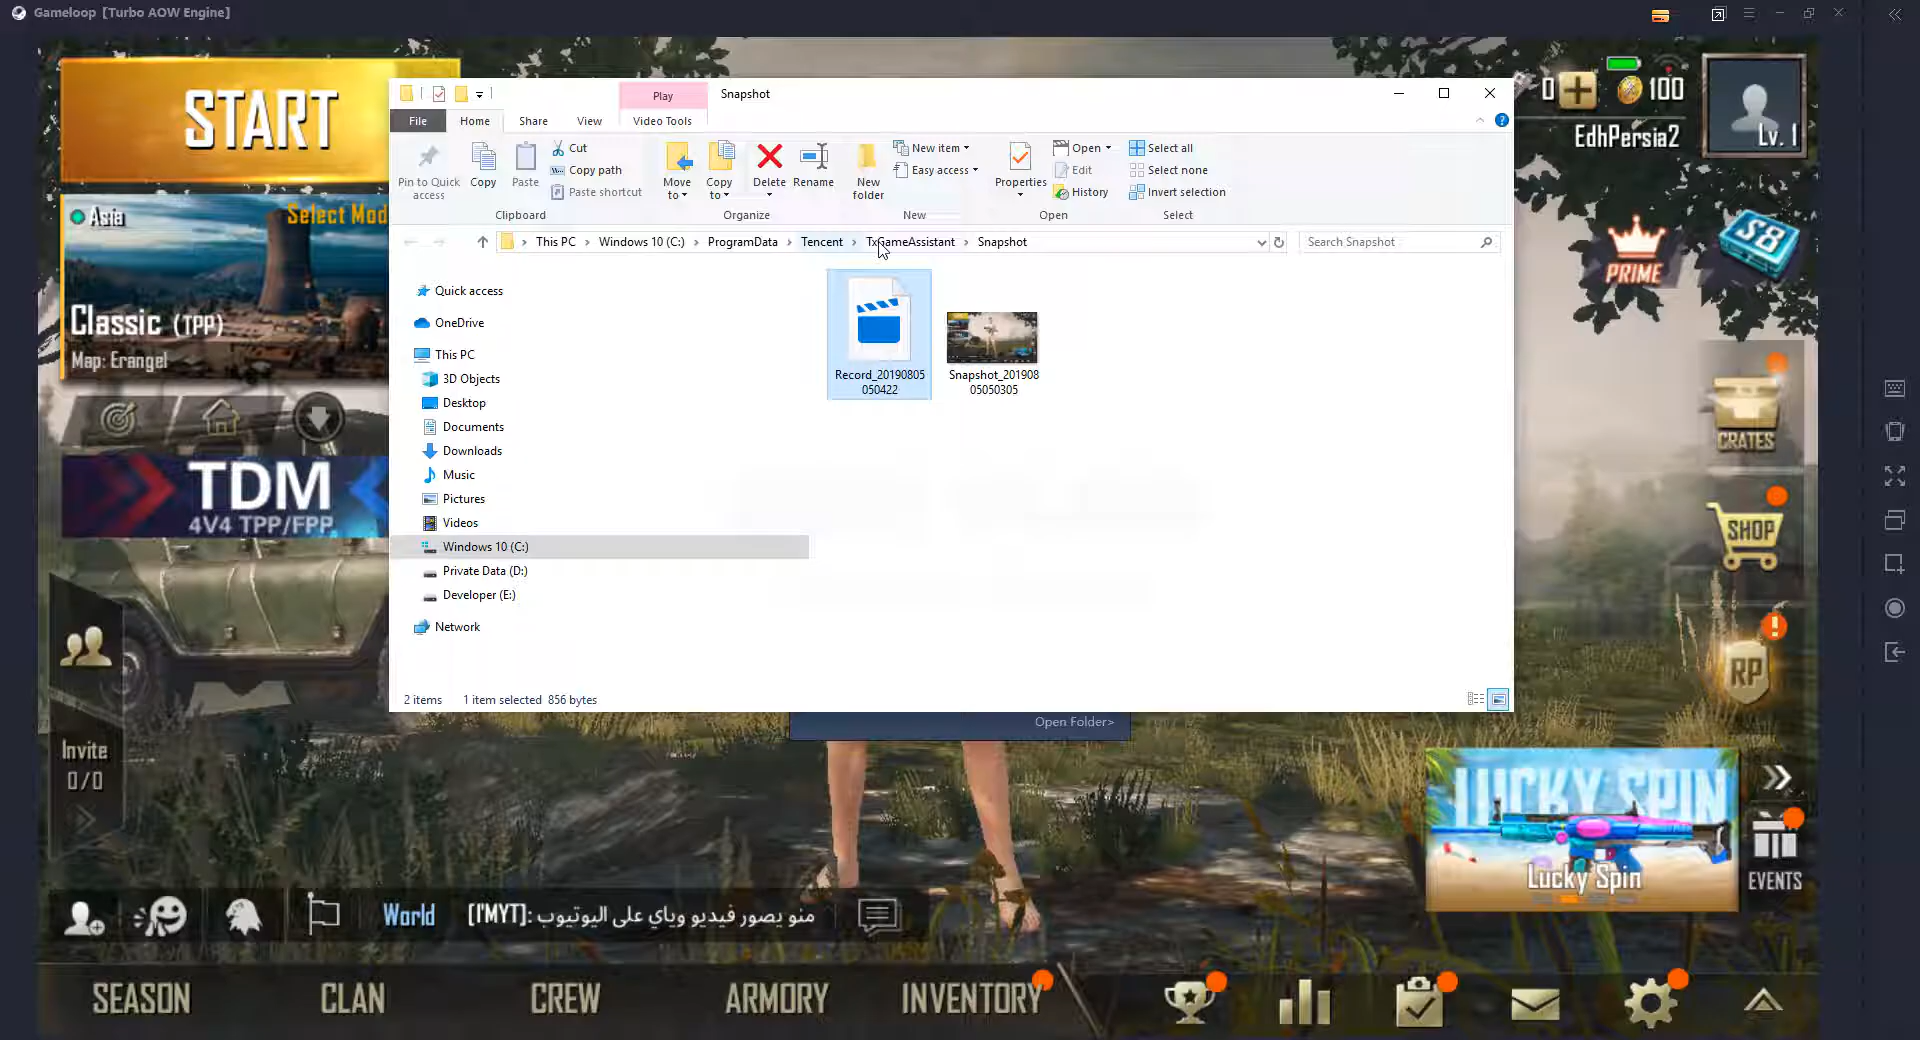 Gameloop [Turbo AOW Engine]
START
Asia
Select Mod
Classic (TPP)
Map: Erangel
TDM
4V4 TPP/FPP
Invite
0/0
Play
Snapshot
File
Home
Share
View
Video Tools
Pin to Quick access
Copy
Paste
Cut
Copy path
Paste shortcut
Clipboard
Move to
Copy to
Delete
Rename
Organize
New folder
New item
Easy access
New
Properties
Open
Edit
History
Open
Select all
Select none
Invert selection
Select
This PC > Windows 10 (C:) > ProgramData > Tencent > TxGameAssistant > Snapshot
Search Snapshot
Quick access
OneDrive
This PC
3D Objects
Desktop
Documents
Downloads
Music
Pictures
Videos
Windows 10 (C:)
Private Data (D:)
Developer (E:)
Network
Record_20190805
050422
Snapshot_201908
05050305
2 items
1 item selected 856 bytes
Open Folder>
0
100
EdhPersia2
Lv. 1
PRIME
S8
CRATES
SHOP
RP
LUCKY SPIN
Lucky Spin
EVENTS
World
[I'MYT]: منو يصور فيديو وياي على اليوتيوب
SEASON
CLAN
CREW
ARMORY
INVENTORY